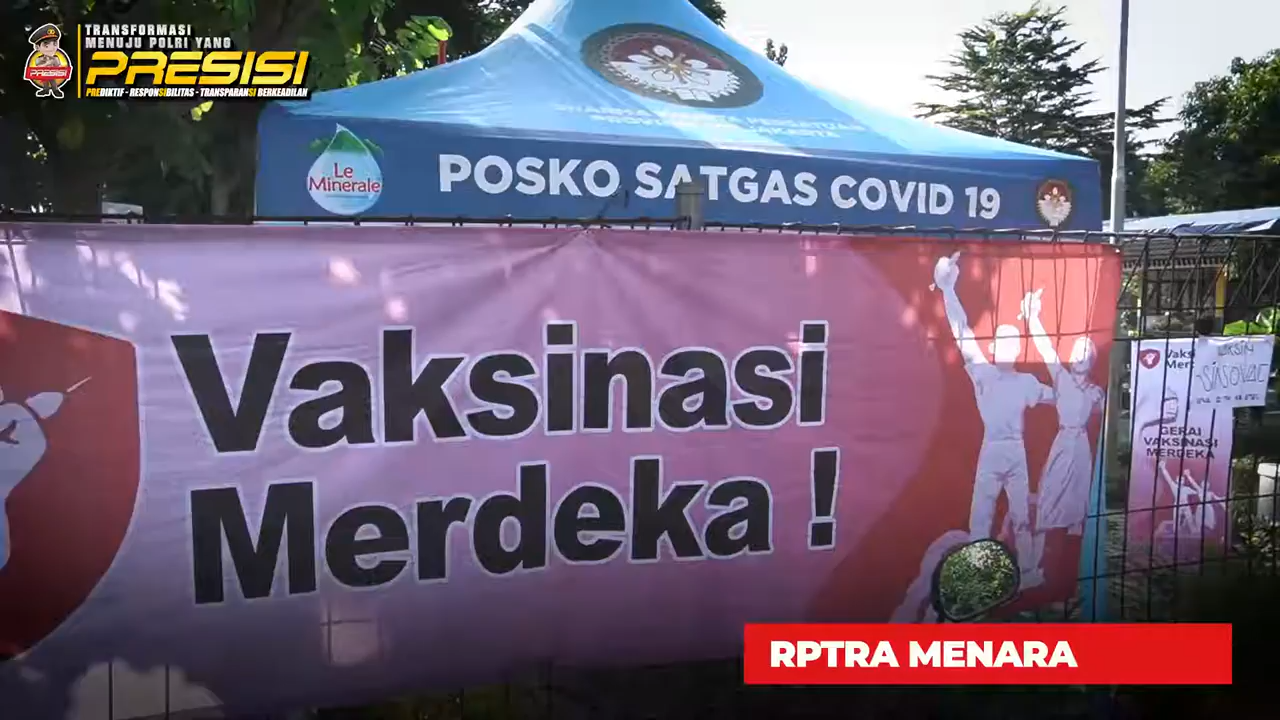 TRANSFORMASI
MENUJU POLRI YANG
PRESISI
PREDIKTIF - RESPONSIBILITAS - TRANSPARANSI BERKEADILAN
PRESISI
Le
Minerale
POSKO SATGAS COVID 19
Vaksinasi
Merdeka !
GERAI
VAKSINASI
MERDEKA
RPTRA MENARA